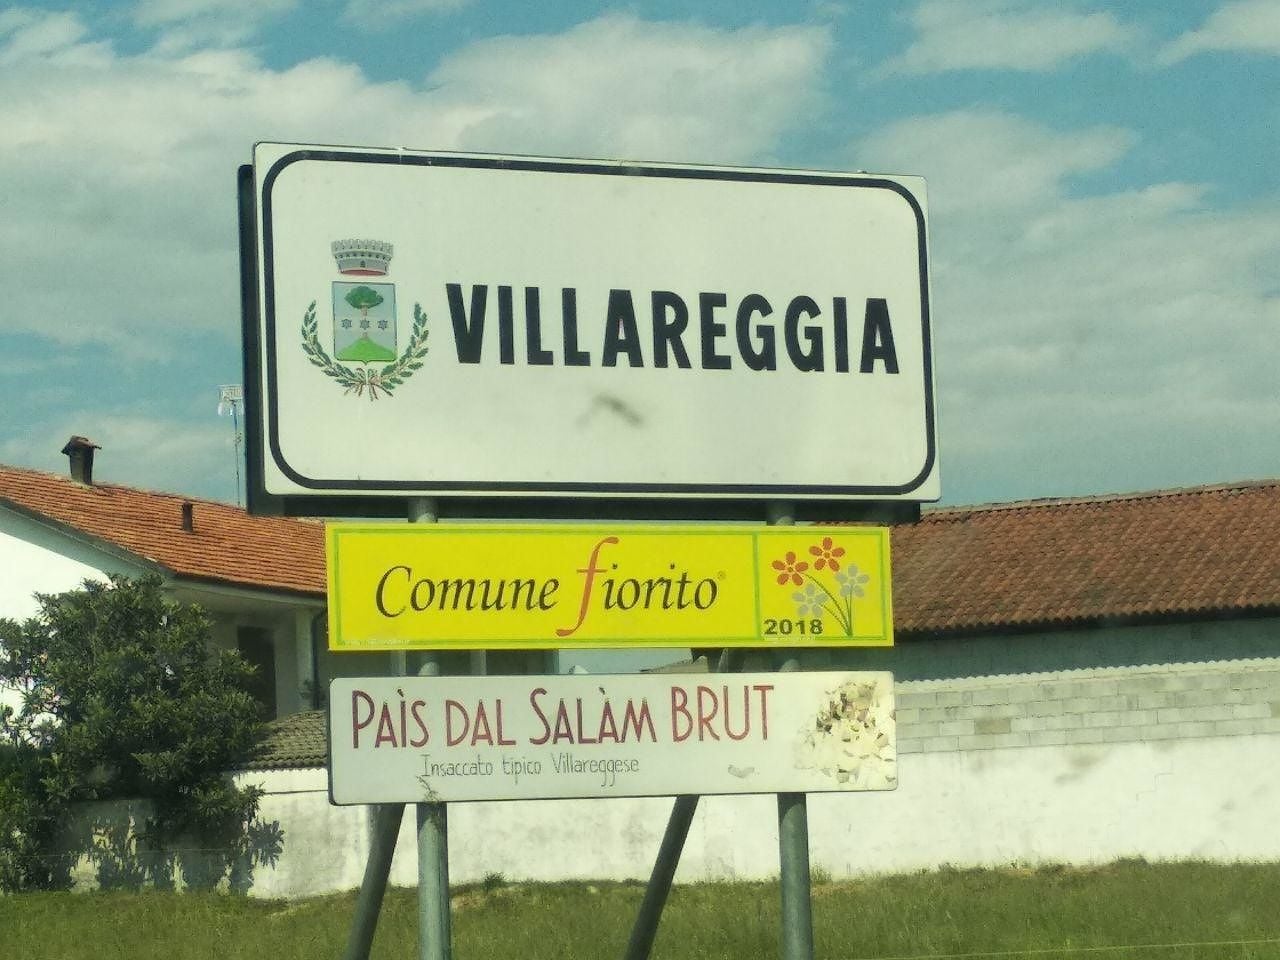 VILLAREGGIA
Comune fiorito®
2018
PAÌS DAL SALÀM BRUT
Insaccato tipico Villareggese